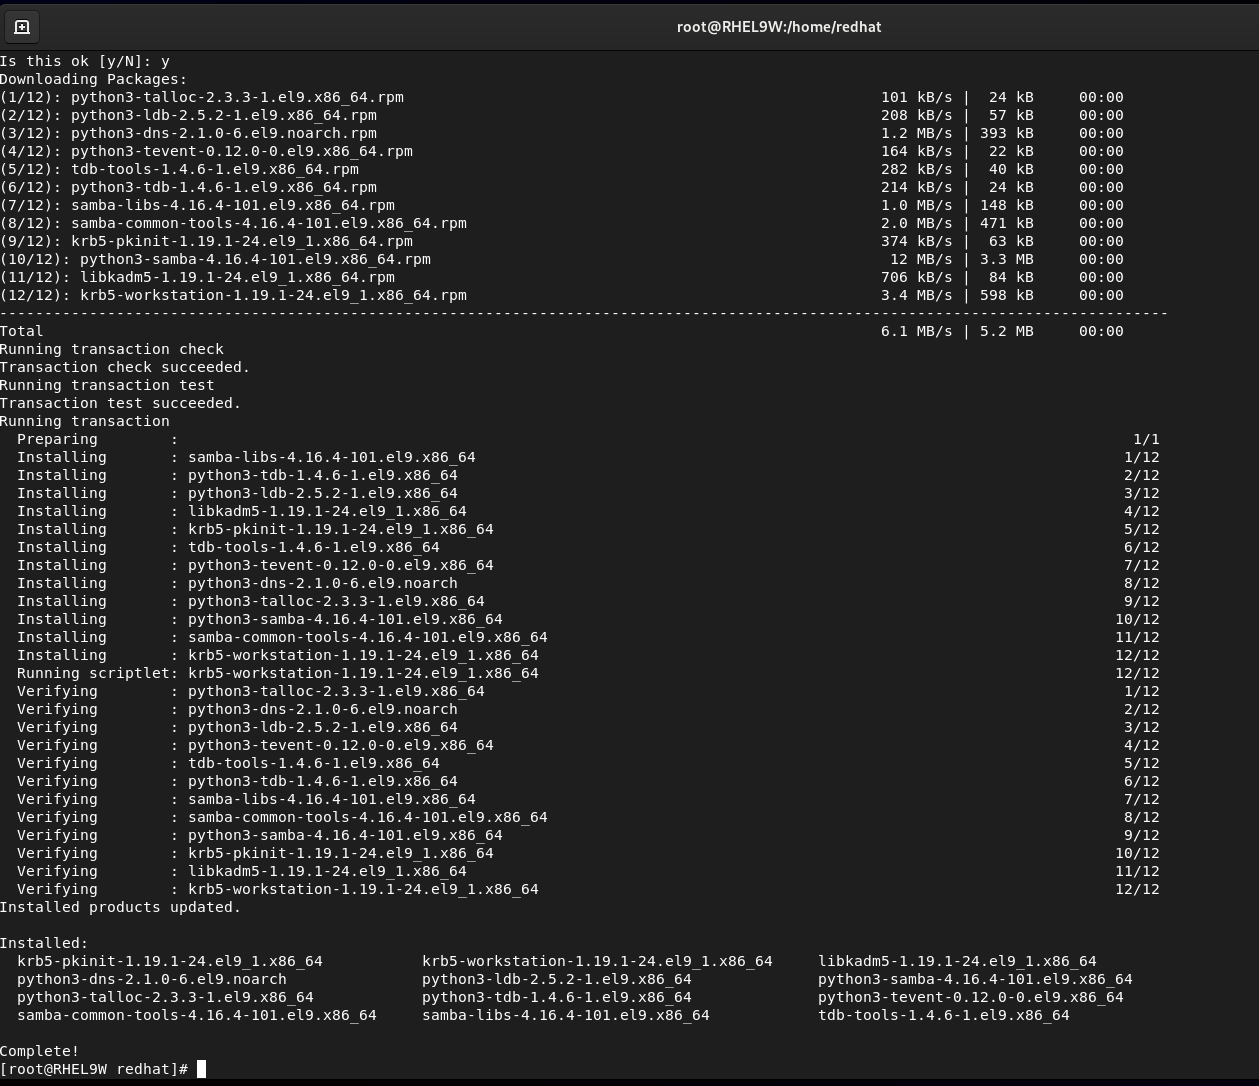 root@RHEL9W:/home/redhat
Is this ok [y/N]: y
Downloading Packages:
(1/12): python3-talloc-2.3.3-1.el9.x86_64.rpm 101 kB/s | 24 kB 00:00
(2/12): python3-ldb-2.5.2-1.el9.x86_64.rpm 208 kB/s | 57 kB 00:00
(3/12): python3-dns-2.1.0-6.el9.noarch.rpm 1.2 MB/s | 393 kB 00:00
(4/12): python3-tevent-0.12.0-0.el9.x86_64.rpm 164 kB/s | 22 kB 00:00
(5/12): tdb-tools-1.4.6-1.el9.x86_64.rpm 282 kB/s | 40 kB 00:00
(6/12): python3-tdb-1.4.6-1.el9.x86_64.rpm 214 kB/s | 24 kB 00:00
(7/12): samba-libs-4.16.4-101.el9.x86_64.rpm 1.0 MB/s | 148 kB 00:00
(8/12): samba-common-tools-4.16.4-101.el9.x86_64.rpm 2.0 MB/s | 471 kB 00:00
(9/12): krb5-pkinit-1.19.1-24.el9_1.x86_64.rpm 374 kB/s | 63 kB 00:00
(10/12): python3-samba-4.16.4-101.el9.x86_64.rpm 12 MB/s | 3.3 MB 00:00
(11/12): libkadm5-1.19.1-24.el9_1.x86_64.rpm 706 kB/s | 84 kB 00:00
(12/12): krb5-workstation-1.19.1-24.el9_1.x86_64.rpm 3.4 MB/s | 598 kB 00:00
----------------------------------------------------------------------------------------------------------------------------------
Total 6.1 MB/s | 5.2 MB 00:00
Running transaction check
Transaction check succeeded.
Running transaction test
Transaction test succeeded.
Running transaction
Preparing : 1/1
Installing : samba-libs-4.16.4-101.el9.x86_64 1/12
Installing : python3-tdb-1.4.6-1.el9.x86_64 2/12
Installing : python3-ldb-2.5.2-1.el9.x86_64 3/12
Installing : libkadm5-1.19.1-24.el9_1.x86_64 4/12
Installing : krb5-pkinit-1.19.1-24.el9_1.x86_64 5/12
Installing : tdb-tools-1.4.6-1.el9.x86_64 6/12
Installing : python3-tevent-0.12.0-0.el9.x86_64 7/12
Installing : python3-dns-2.1.0-6.el9.noarch 8/12
Installing : python3-talloc-2.3.3-1.el9.x86_64 9/12
Installing : python3-samba-4.16.4-101.el9.x86_64 10/12
Installing : samba-common-tools-4.16.4-101.el9.x86_64 11/12
Installing : krb5-workstation-1.19.1-24.el9_1.x86_64 12/12
Running scriptlet: krb5-workstation-1.19.1-24.el9_1.x86_64 12/12
Verifying : python3-talloc-2.3.3-1.el9.x86_64 1/12
Verifying : python3-dns-2.1.0-6.el9.noarch 2/12
Verifying : python3-ldb-2.5.2-1.el9.x86_64 3/12
Verifying : python3-tevent-0.12.0-0.el9.x86_64 4/12
Verifying : tdb-tools-1.4.6-1.el9.x86_64 5/12
Verifying : python3-tdb-1.4.6-1.el9.x86_64 6/12
Verifying : samba-libs-4.16.4-101.el9.x86_64 7/12
Verifying : samba-common-tools-4.16.4-101.el9.x86_64 8/12
Verifying : python3-samba-4.16.4-101.el9.x86_64 9/12
Verifying : krb5-pkinit-1.19.1-24.el9_1.x86_64 10/12
Verifying : libkadm5-1.19.1-24.el9_1.x86_64 11/12
Verifying : krb5-workstation-1.19.1-24.el9_1.x86_64 12/12
Installed products updated.
Installed:
krb5-pkinit-1.19.1-24.el9_1.x86_64 krb5-workstation-1.19.1-24.el9_1.x86_64 libkadm5-1.19.1-24.el9_1.x86_64
python3-dns-2.1.0-6.el9.noarch python3-ldb-2.5.2-1.el9.x86_64 python3-samba-4.16.4-101.el9.x86_64
python3-talloc-2.3.3-1.el9.x86_64 python3-tdb-1.4.6-1.el9.x86_64 python3-tevent-0.12.0-0.el9.x86_64
samba-common-tools-4.16.4-101.el9.x86_64 samba-libs-4.16.4-101.el9.x86_64 tdb-tools-1.4.6-1.el9.x86_64
Complete!
[root@RHEL9W redhat]#